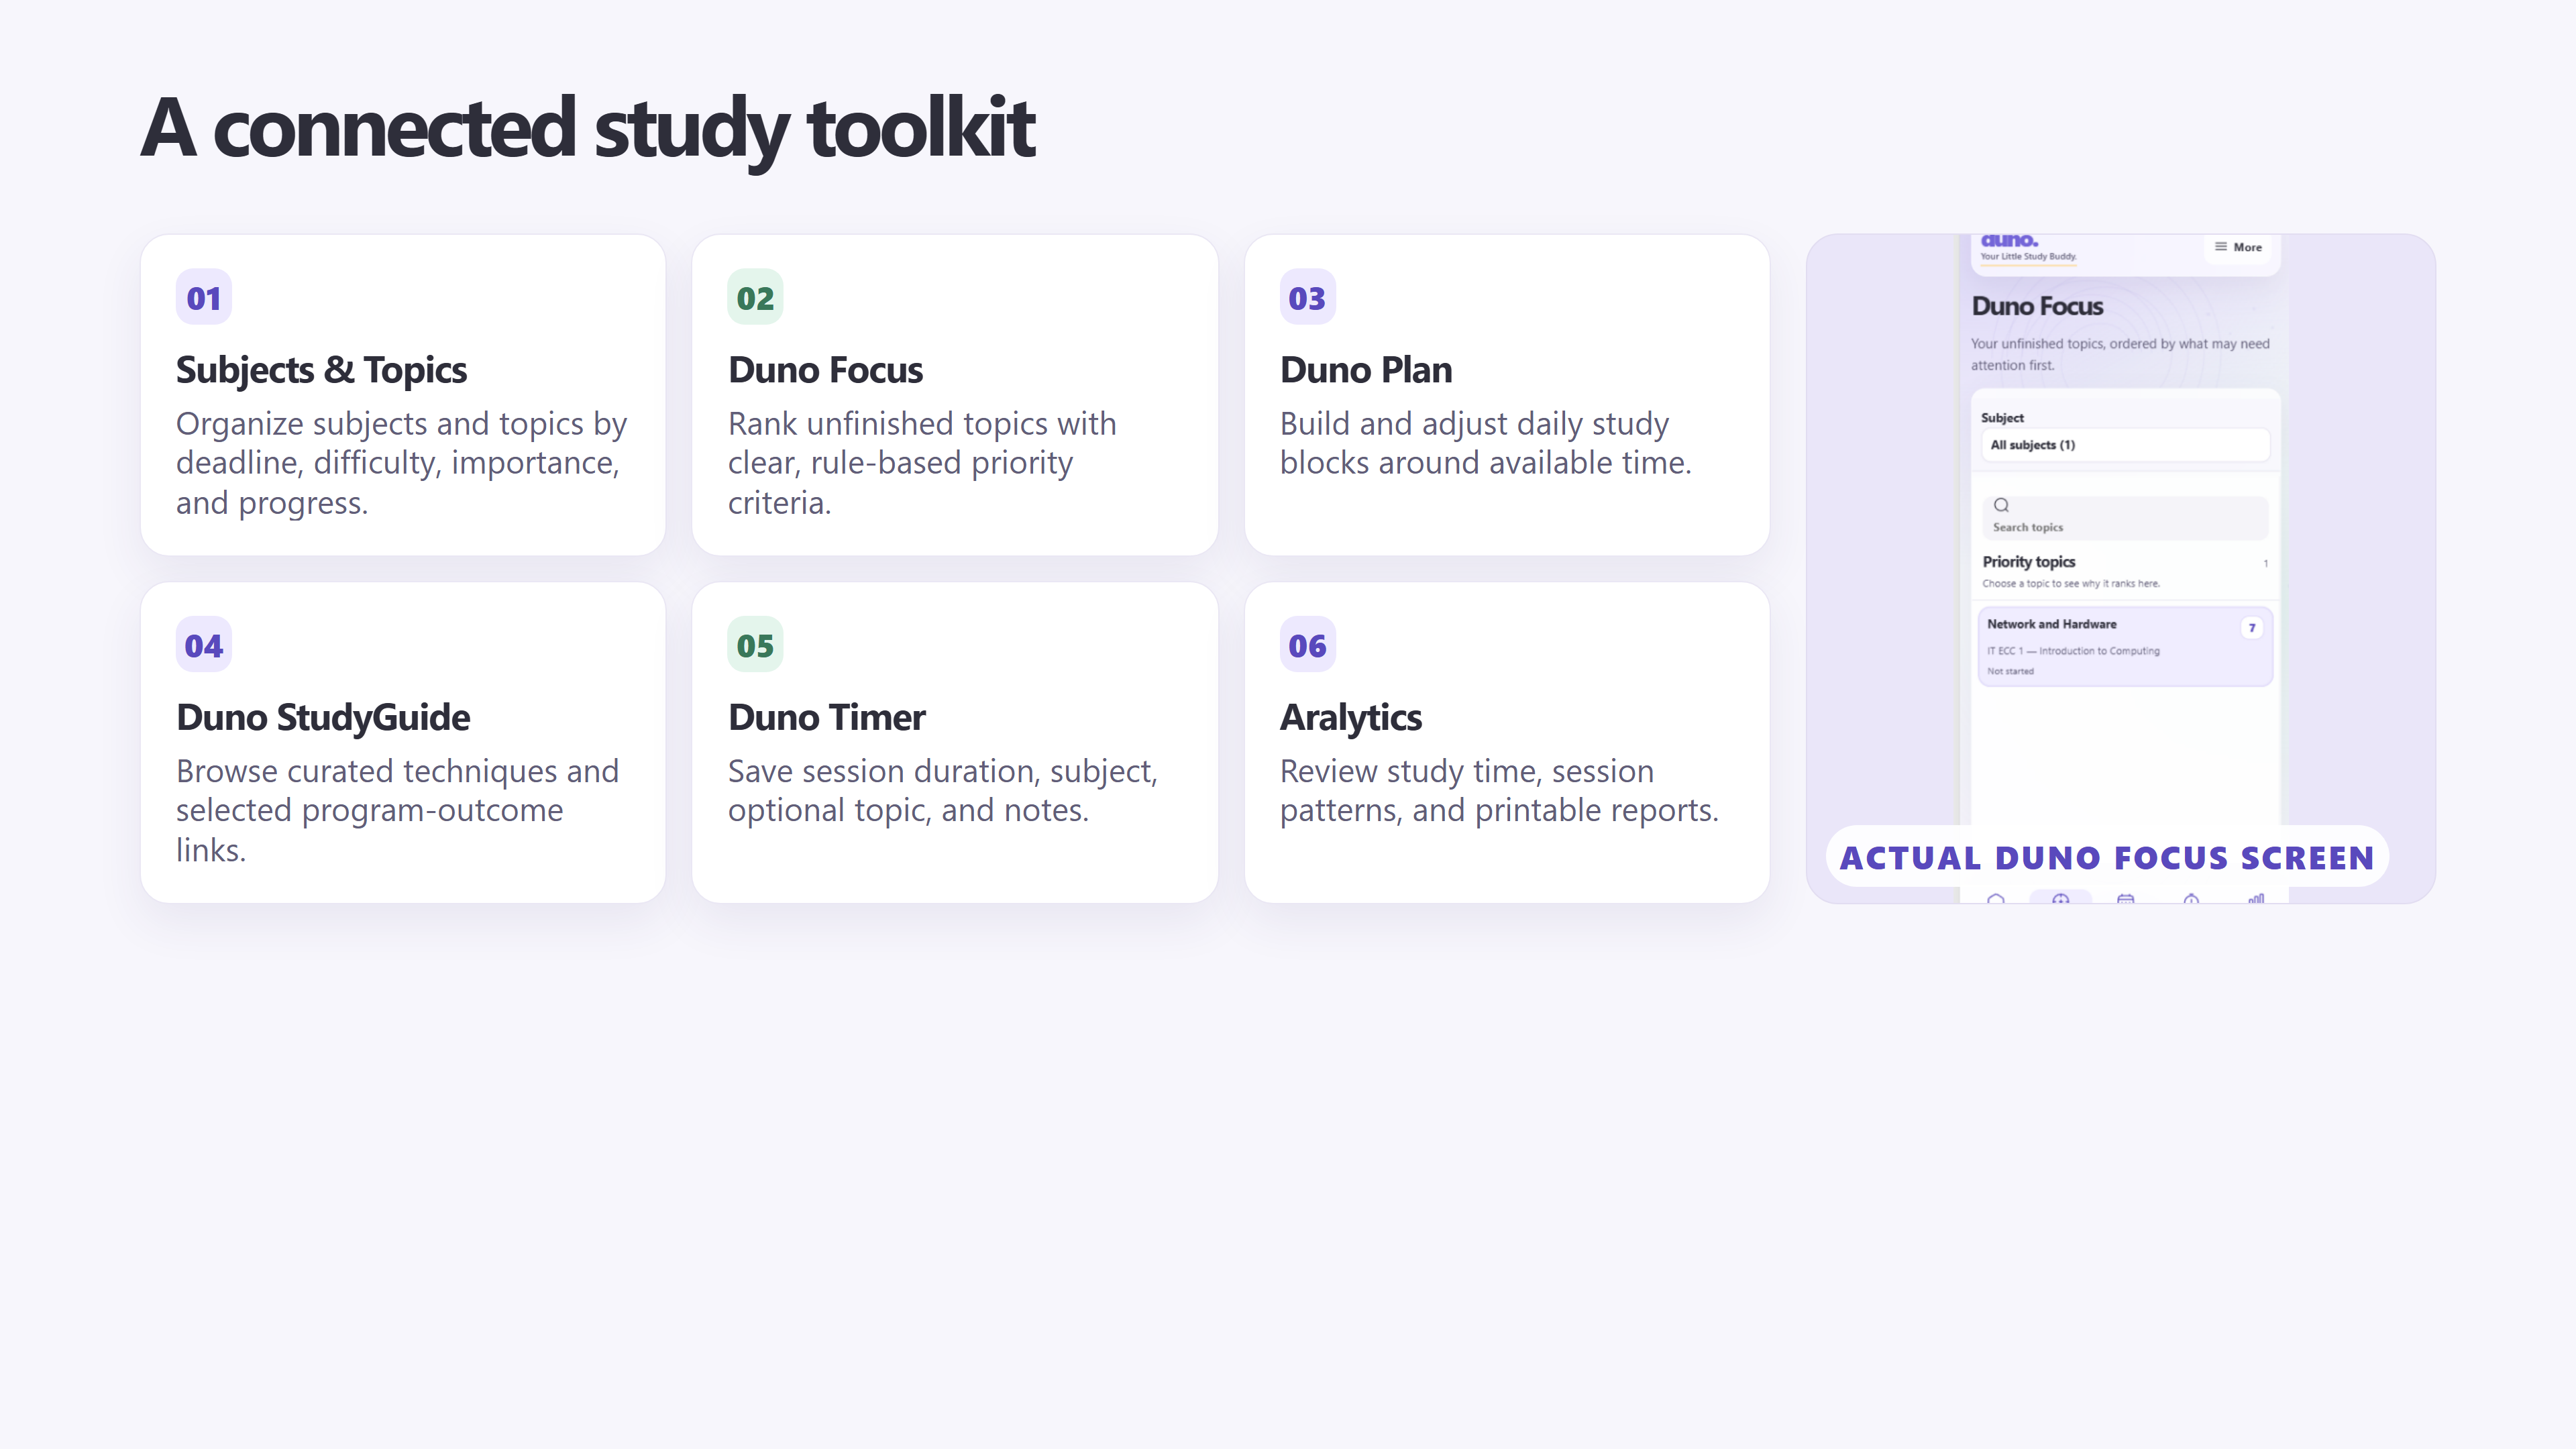 A connected study toolkit
01
Subjects & Topics
Organize subjects and topics by
deadline, difficulty, importance,
and progress.
02
Duno Focus
Rank unfinished topics with
clear, rule-based priority
criteria.
03
Duno Plan
Build and adjust daily study
blocks around available time.
04
Duno StudyGuide
Browse curated techniques and
selected program-outcome
links.
05
Duno Timer
Save session duration, subject,
optional topic, and notes.
06
Aralytics
Review study time, session
patterns, and printable reports.
duno.
Your Little Study Buddy.
More
Duno Focus
Your unfinished topics, ordered by what may need
attention first.
Subject
All subjects (1)
Search topics
Priority topics
1
Choose a topic to see why it ranks here.
Network and Hardware
7
IT ECC 1 — Introduction to Computing
Not started
ACTUAL DUNO FOCUS SCREEN